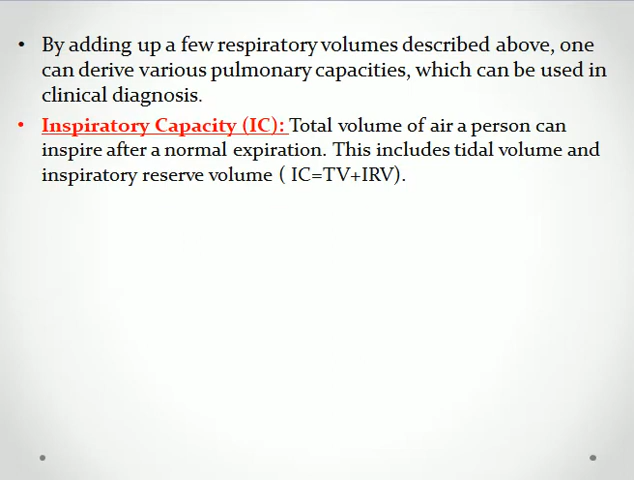 • By adding up a few respiratory volumes described above, one
can derive various pulmonary capacities, which can be used in
clinical diagnosis.
• Inspiratory Capacity (IC): Total volume of air a person can
inspire after a normal expiration. This includes tidal volume and
inspiratory reserve volume ( IC=TV+IRV).